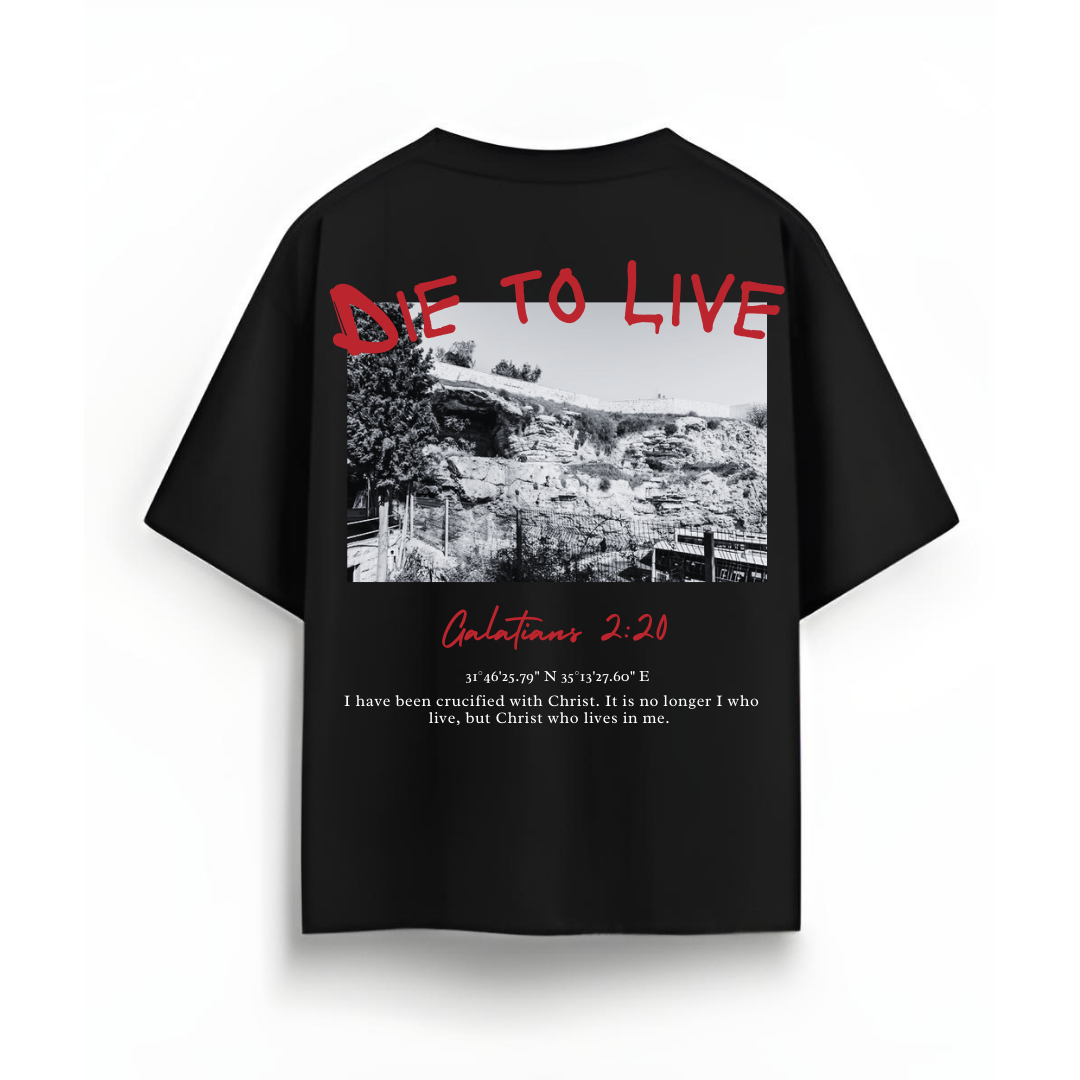 DIE TO LIVE
Galatians 2:20
31°46'25.79" N 35°13'27.60" E
I have been crucified with Christ. It is no longer I who
live, but Christ who lives in me.